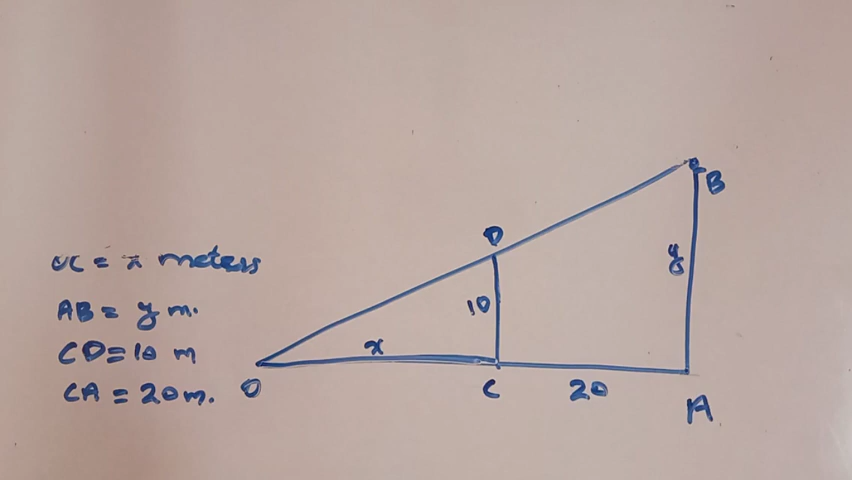 OC = x meters
AB = y m.
CD = 10 m
CA = 20 m.
D
B
y
10
x
O
C
20
A